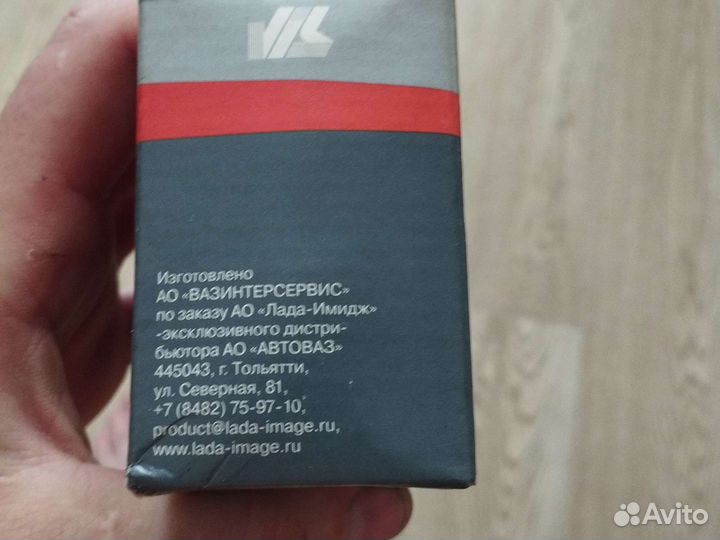 Изготовлено
АО «ВАЗИНТЕРСЕРВИС»
по заказу АО «Лада-Имидж»
-эксклюзивного дистри-
бьютора АО «АВТОВАЗ»
445043, г. Тольятти,
ул. Северная, 81,
+7 (8482) 75-97-10,
product@lada-image.ru,
www.lada-image.ru
Avito